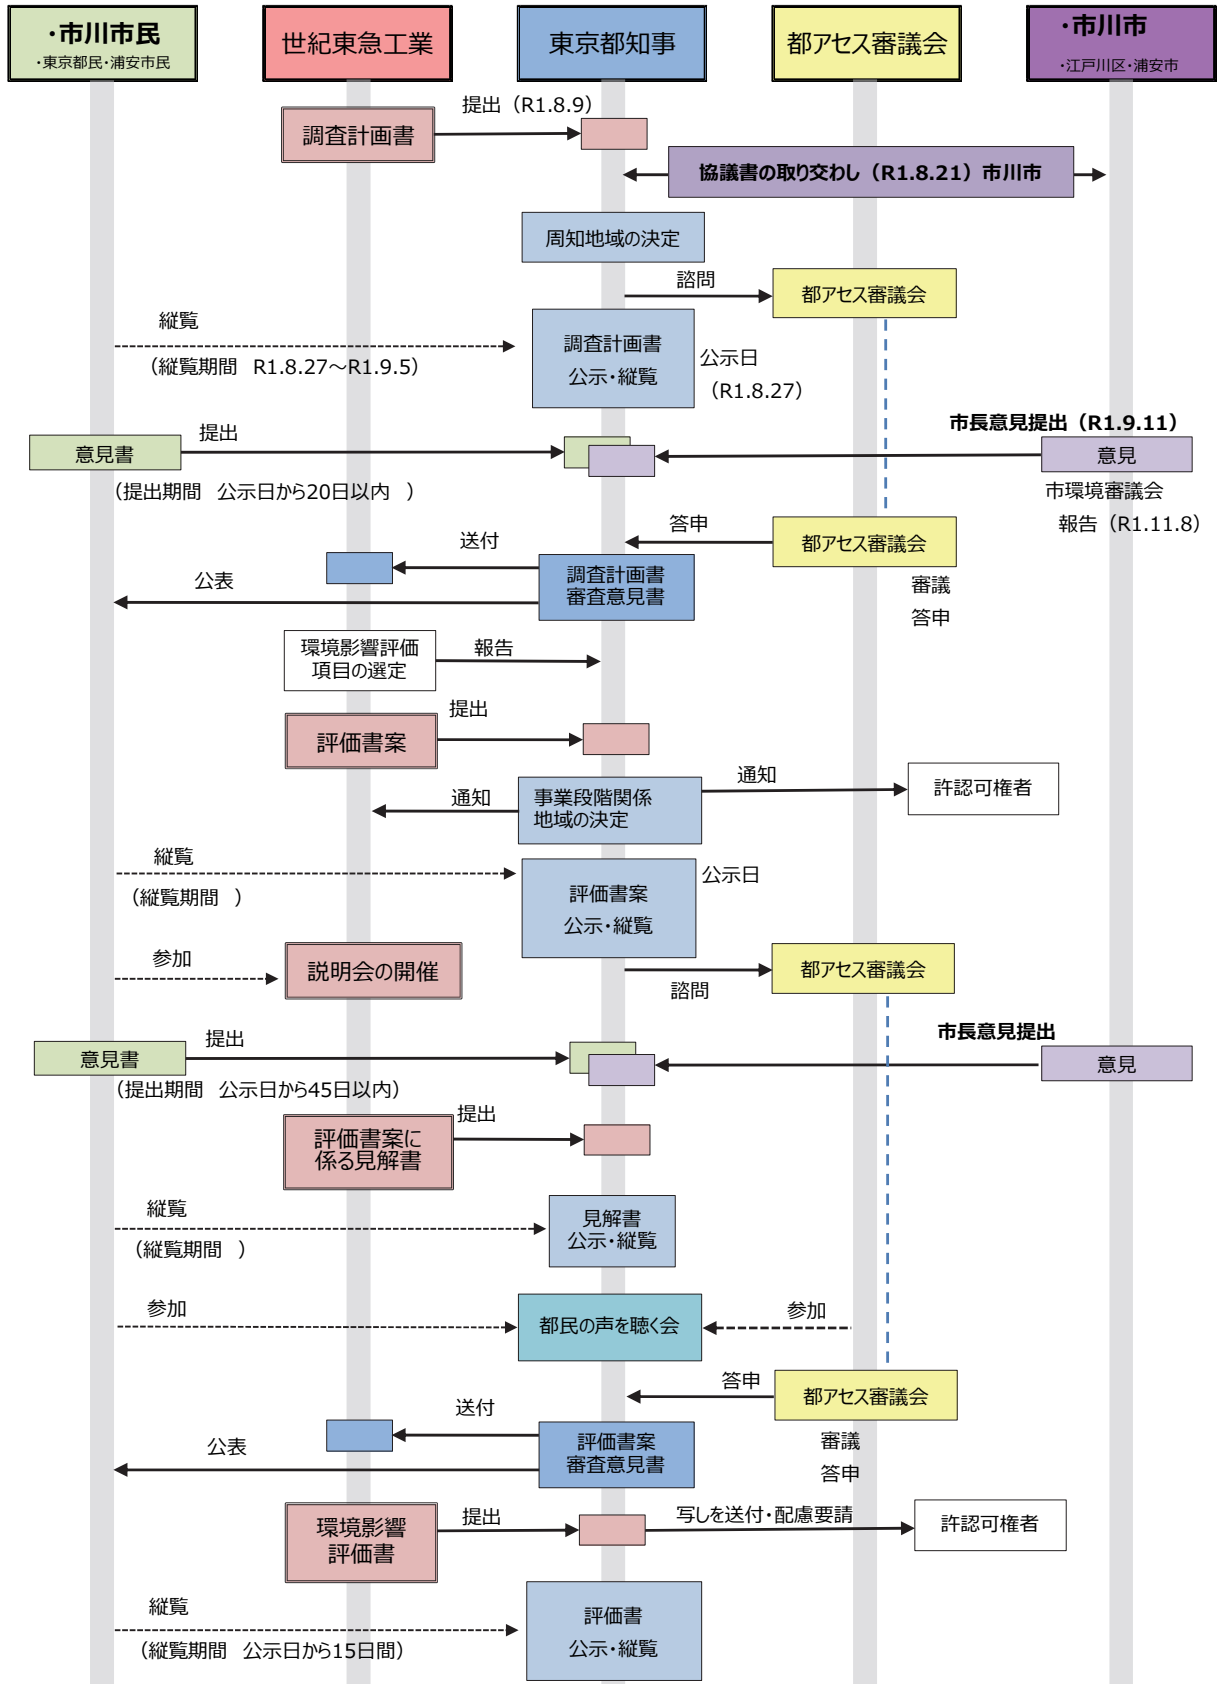 ・市川市民
・東京都民・浦安市民
世紀東急工業
東京都知事
都アセス審議会
・市川市
・江戸川区・浦安市
提出（R1.8.9）
調査計画書
協議書の取り交わし（R1.8.21）市川市
周知地域の決定
諮問
都アセス審議会
縦覧
（縦覧期間　R1.8.27～R1.9.5）
調査計画書
公示・縦覧
公示日
（R1.8.27）
市長意見提出（R1.9.11）
提出
意見書
意見
（提出期間　公示日から20日以内　）
市環境審議会
報告（R1.11.8）
答申
都アセス審議会
送付
調査計画書
審査意見書
公表
審議
答申
環境影響評価
項目の選定
報告
提出
評価書案
通知
事業段階関係
地域の決定
通知
許認可権者
縦覧
（縦覧期間　）
評価書案
公示・縦覧
公示日
参加
説明会の開催
都アセス審議会
諮問
市長意見提出
提出
意見書
意見
（提出期間　公示日から45日以内）
提出
評価書案に
係る見解書
縦覧
（縦覧期間　）
見解書
公示・縦覧
参加
都民の声を聴く会
参加
答申
都アセス審議会
送付
評価書案
審査意見書
公表
審議
答申
環境影響
評価書
提出
写しを送付・配慮要請
許認可権者
縦覧
（縦覧期間　公示日から15日間）
評価書
公示・縦覧